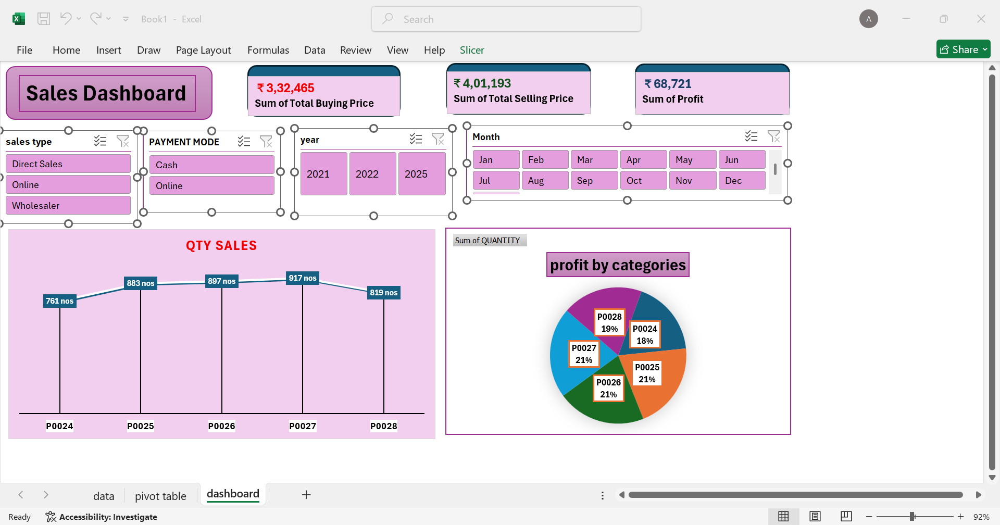 Book1 - Excel
Search
A
File Home Insert Draw Page Layout Formulas Data Review View Help Slicer
Share
Sales Dashboard
₹ 3,32,465
Sum of Total Buying Price
₹ 4,01,193
Sum of Total Selling Price
₹ 68,721
Sum of Profit
sales type
Direct Sales
Online
Wholesaler
PAYMENT MODE
Cash
Online
year
2021 2022 2025
Month
Jan Feb Mar Apr May Jun
Jul Aug Sep Oct Nov Dec
QTY SALES
761 nos
883 nos
897 nos
917 nos
819 nos
P0024 P0025 P0026 P0027 P0028
Sum of QUANTITY
profit by categories
P0028
19%
P0024
18%
P0027
21%
P0025
21%
P0026
21%
data pivot table dashboard
Ready
Accessibility: Investigate
92%